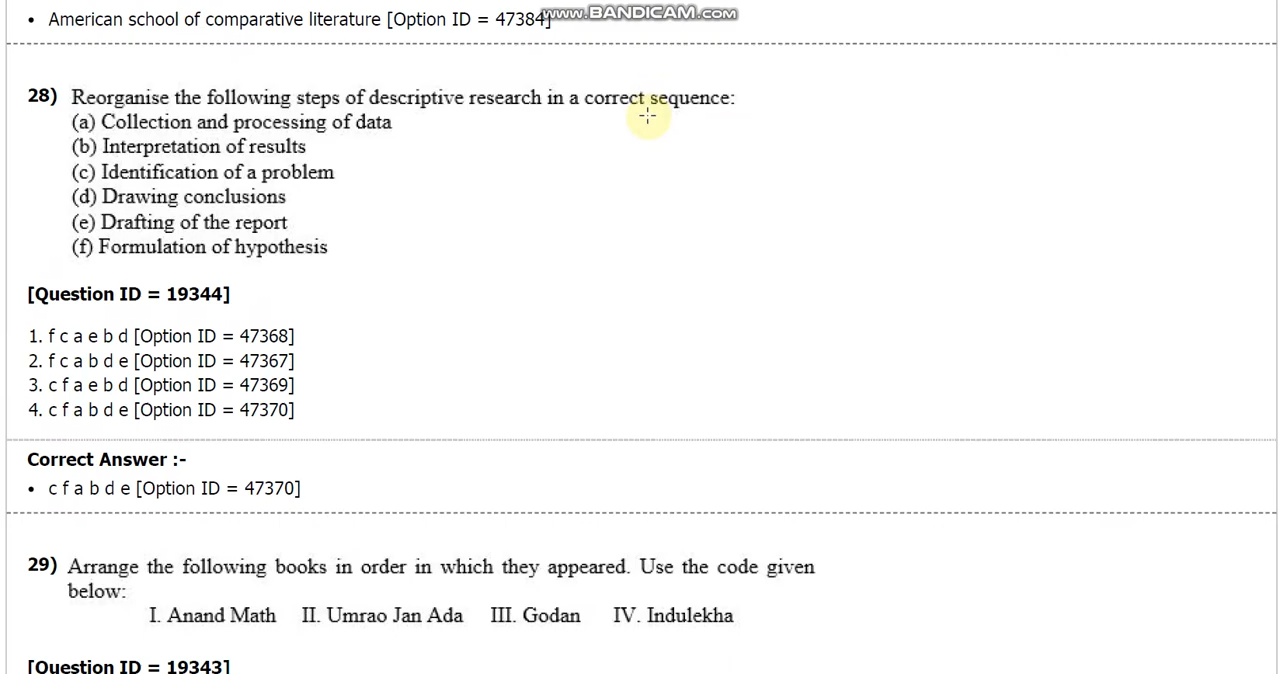 www.BANDICAM.com
• American school of comparative literature [Option ID = 47384]
28) Reorganise the following steps of descriptive research in a correct sequence:
(a) Collection and processing of data
(b) Interpretation of results
(c) Identification of a problem
(d) Drawing conclusions
(e) Drafting of the report
(f) Formulation of hypothesis
[Question ID = 19344]
1. f c a e b d [Option ID = 47368]
2. f c a b d e [Option ID = 47367]
3. c f a e b d [Option ID = 47369]
4. c f a b d e [Option ID = 47370]
Correct Answer :-
• c f a b d e [Option ID = 47370]
29) Arrange the following books in order in which they appeared. Use the code given
below:
I. Anand Math II. Umrao Jan Ada III. Godan IV. Indulekha
[Question ID = 19343]